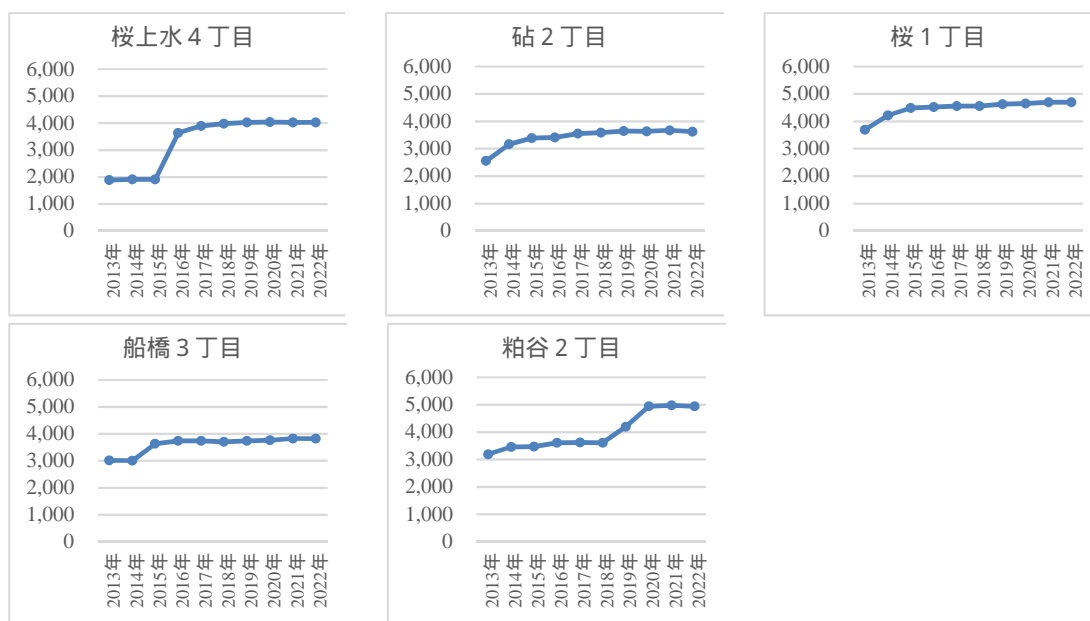 桜上水４丁目
6,000
5,000
4,000
3,000
2,000
1,000
0
2013年
2014年
2015年
2016年
2017年
2018年
2019年
2020年
2021年
2022年
砧２丁目
6,000
5,000
4,000
3,000
2,000
1,000
0
2013年
2014年
2015年
2016年
2017年
2018年
2019年
2020年
2021年
2022年
桜１丁目
6,000
5,000
4,000
3,000
2,000
1,000
0
2013年
2014年
2015年
2016年
2017年
2018年
2019年
2020年
2021年
2022年
船橋３丁目
6,000
5,000
4,000
3,000
2,000
1,000
0
2013年
2014年
2015年
2016年
2017年
2018年
2019年
2020年
2021年
2022年
粕谷２丁目
6,000
5,000
4,000
3,000
2,000
1,000
0
2013年
2014年
2015年
2016年
2017年
2018年
2019年
2020年
2021年
2022年